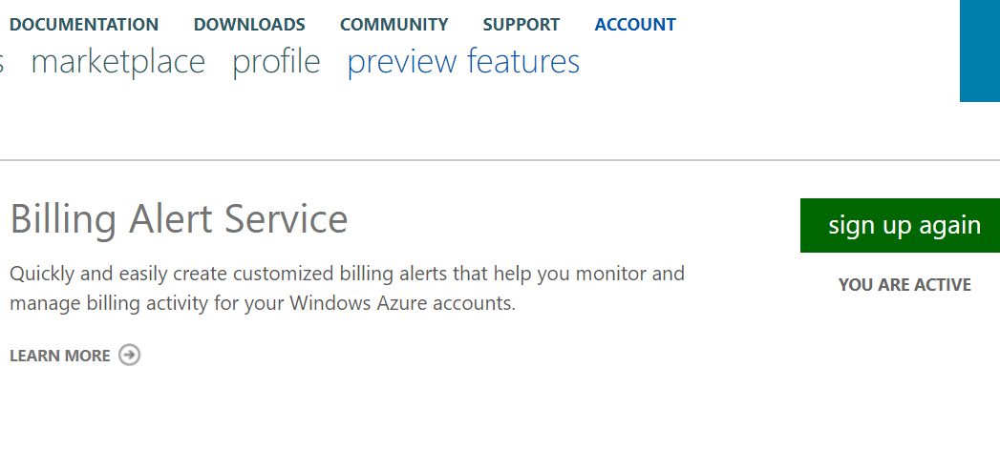 DOCUMENTATION DOWNLOADS COMMUNITY SUPPORT ACCOUNT
s marketplace profile preview features
Billing Alert Service
sign up again
Quickly and easily create customized billing alerts that help you monitor and
manage billing activity for your Windows Azure accounts.
YOU ARE ACTIVE
LEARN MORE